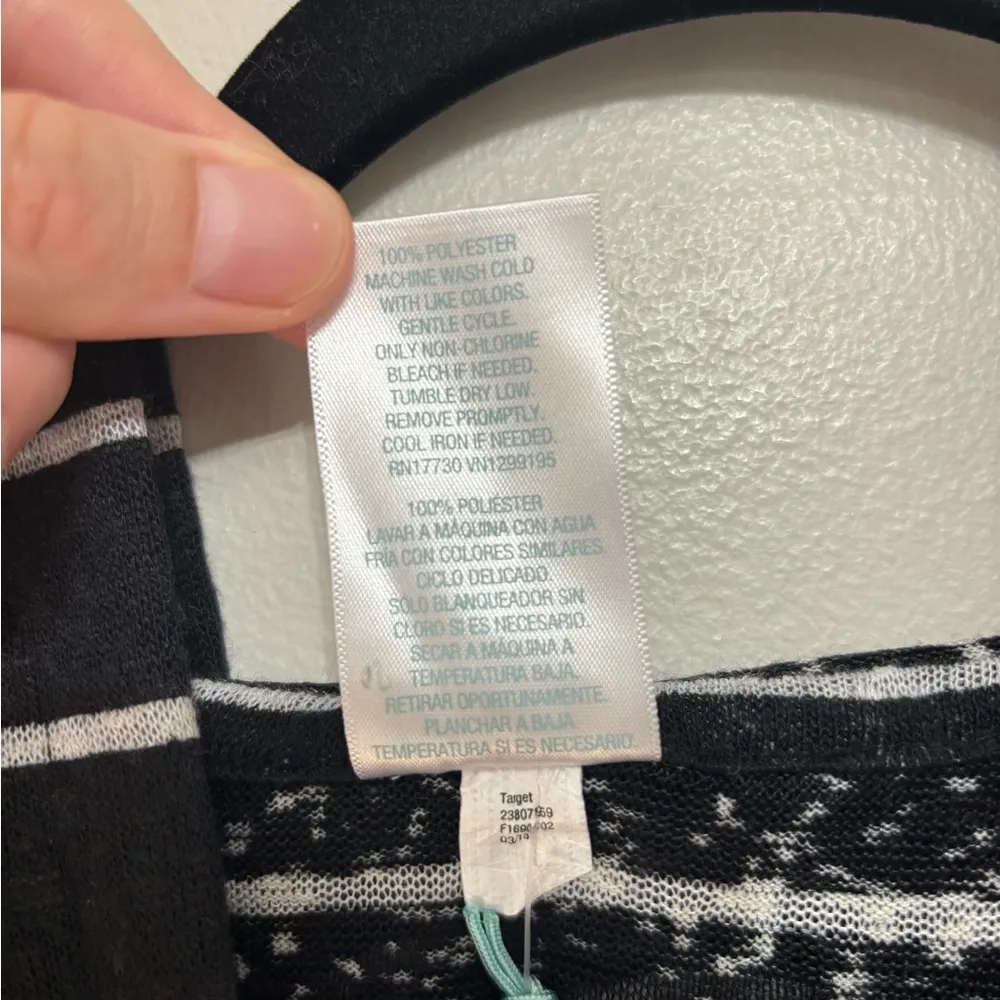 100% POLYESTER
MACHINE WASH COLD
WITH LIKE COLORS.
GENTLE CYCLE.
ONLY NON-CHLORINE
BLEACH IF NEEDED.
TUMBLE DRY LOW.
REMOVE PROMPTLY.
COOL IRON IF NEEDED.
RN17730 VN1299195
100% POLIÉSTER
LAVAR A MÁQUINA CON AGUA
FRÍA CON COLORES SIMILARES.
CICLO DELICADO.
SÓLO BLANQUEADOR SIN
CLORO SI ES NECESARIO.
SECAR A MÁQUINA A
TEMPERATURA BAJA.
RETIRAR OPORTUNAMENTE.
PLANCHAR A BAJA
TEMPERATURA SI ES NECESARIO.
Target